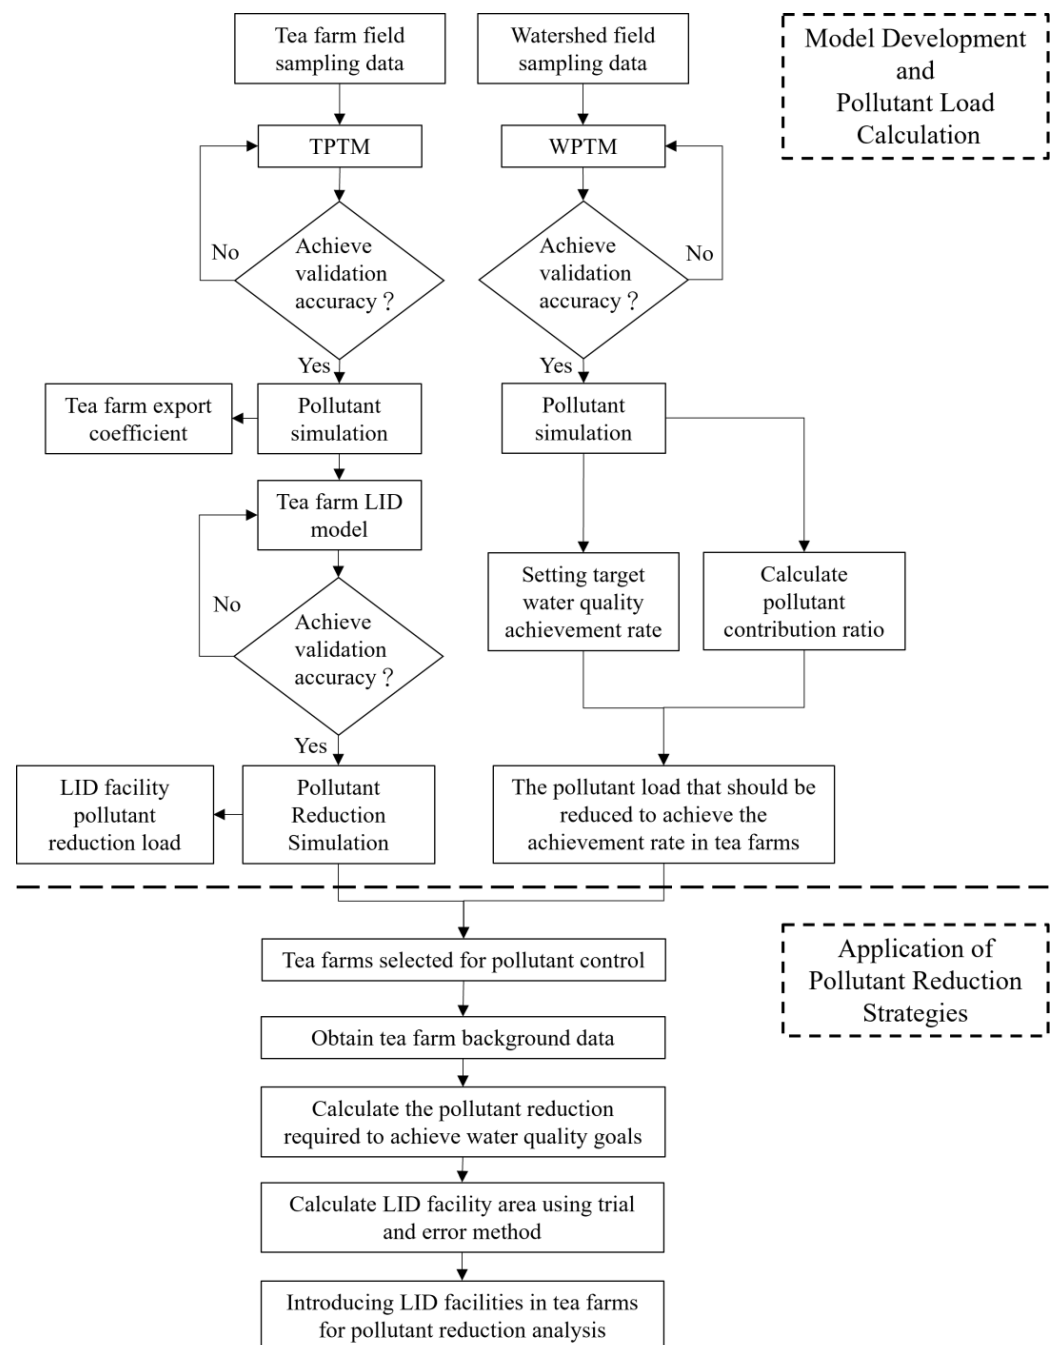 Tea farm field
sampling data
Watershed field
sampling data
Model Development
and
Pollutant Load
Calculation
TPTM
WPTM
No
Achieve
validation
accuracy？
Achieve
validation
accuracy？
No
Yes
Yes
Tea farm export
coefficient
Pollutant
simulation
Pollutant
simulation
Tea farm LID
model
Setting target
water quality
achievement rate
Calculate
pollutant
contribution ratio
No
Achieve
validation
accuracy？
Yes
LID facility
pollutant
reduction load
Pollutant
Reduction
Simulation
The pollutant load that should be
reduced to achieve the
achievement rate in tea farms
Application of
Pollutant Reduction
Strategies
Tea farms selected for pollutant control
Obtain tea farm background data
Calculate the pollutant reduction
required to achieve water quality goals
Calculate LID facility area using trial
and error method
Introducing LID facilities in tea farms
for pollutant reduction analysis